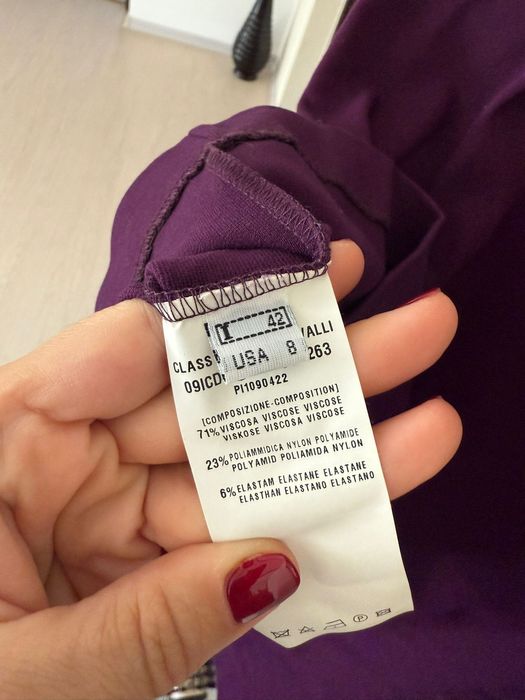 I 42
USA 8
CLASS VALLI
09ICD 263
PI1090422
[COMPOSIZIONE-COMPOSITION]
71% VISCOSA VISCOSE VISCOSE
VISKOSE VISCOSA VISCOSE
23% POLIAMMIDICA NYLON POLYAMIDE
POLYAMID POLIAMIDA NYLON
6% ELASTAM ELASTANE ELASTANE
ELASTHAN ELASTANO ELASTANO
P